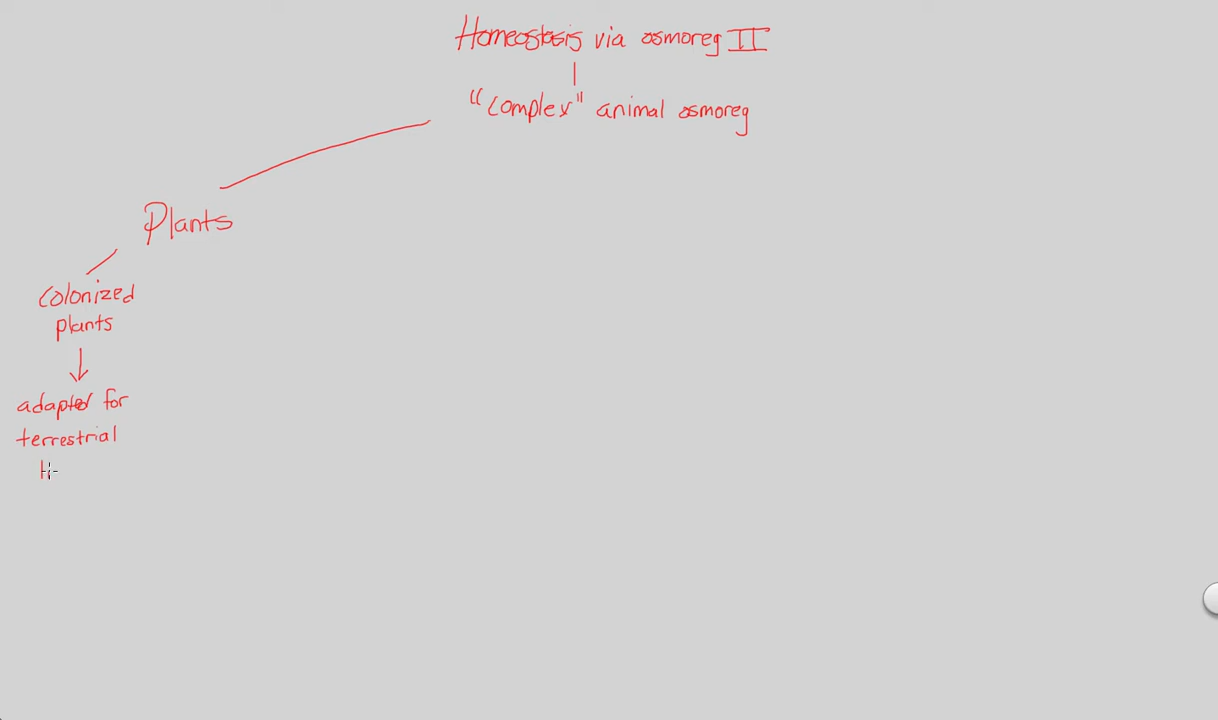 Homeostasis via osmoreg II
"Complex" animal osmoreg
Plants
Colonized
plants
adapted for
terrestrial